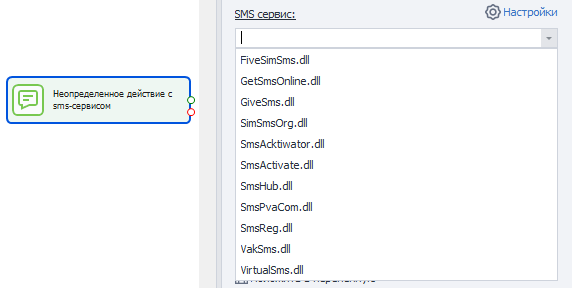 SMS сервис:
Настройки
FiveSimSms.dll
GetSmsOnline.dll
GiveSms.dll
SimSmsOrg.dll
SmsAcktiwator.dll
SmsActivate.dll
SmsHub.dll
SmsPvaCom.dll
SmsReg.dll
VakSms.dll
VirtualSms.dll
Неопределенное действие с
sms-сервисом